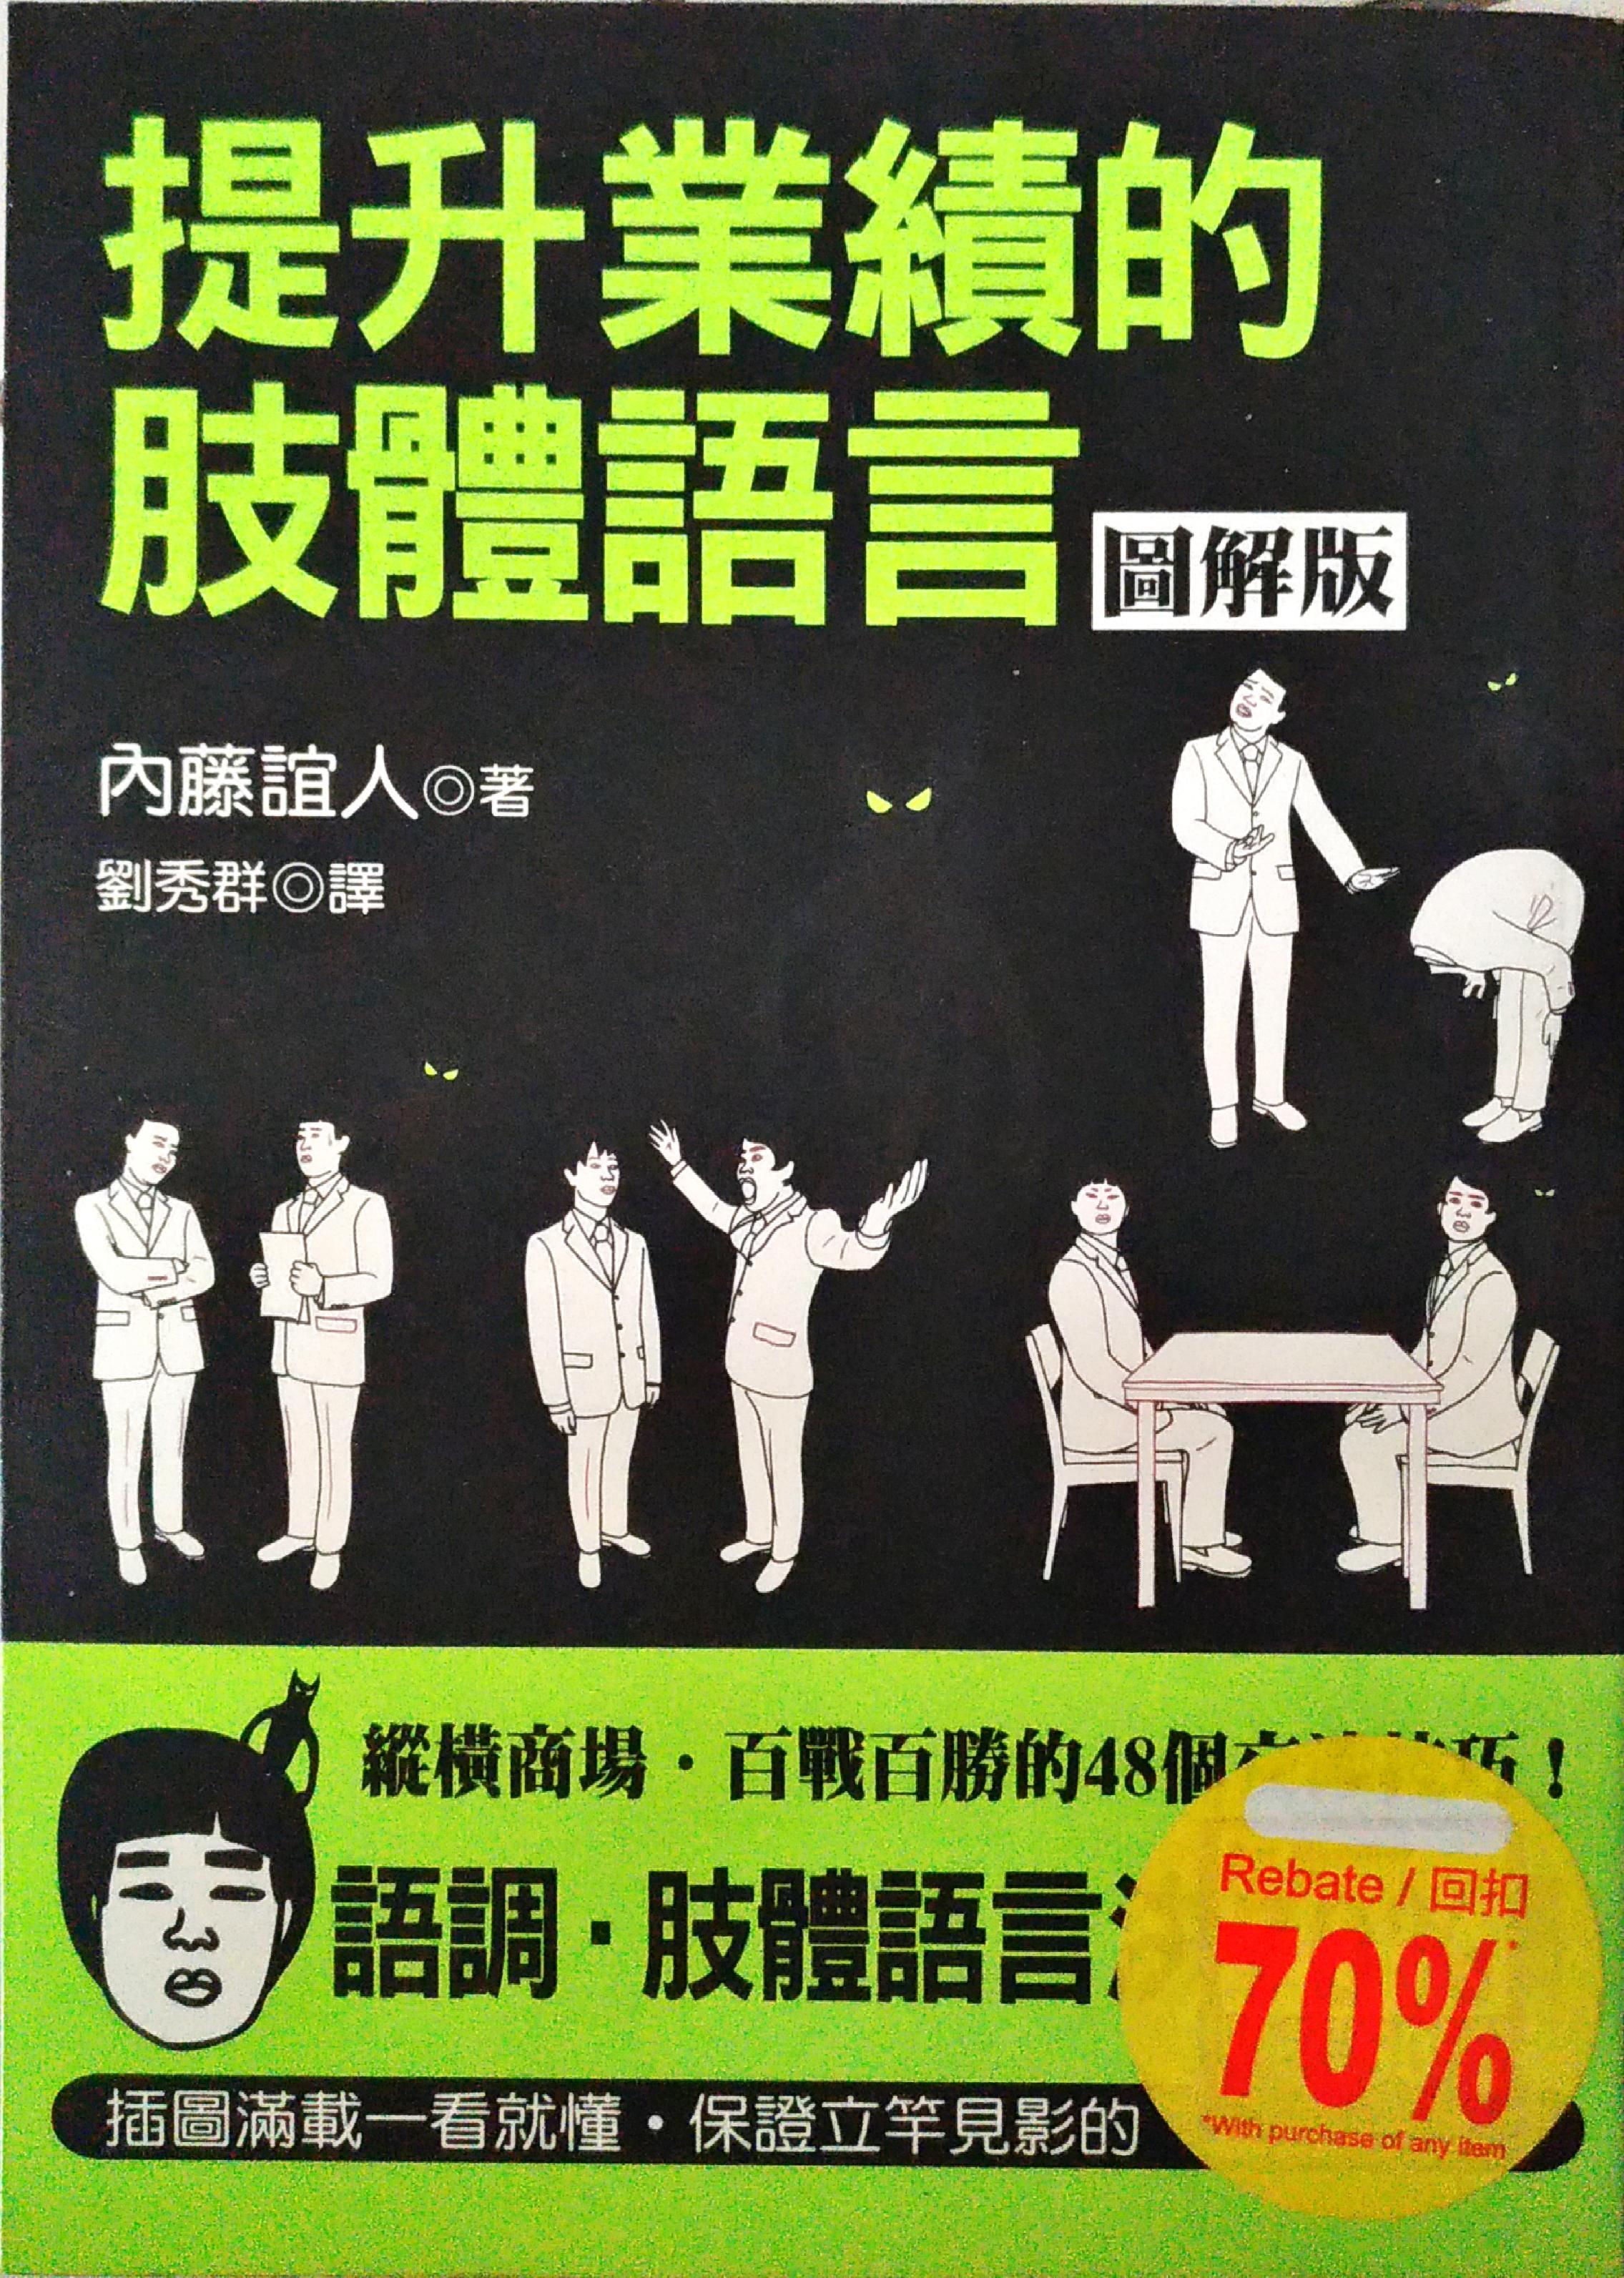 提升業績的
肢體語言
圖解版
內藤誼人◎著
劉秀群◎譯
縱橫商場·百戰百勝的48個
！
語調·肢體語言
插圖滿載一看就懂·保證立竿見影的
Rebate / 回扣
70%*
*With purchase of any item